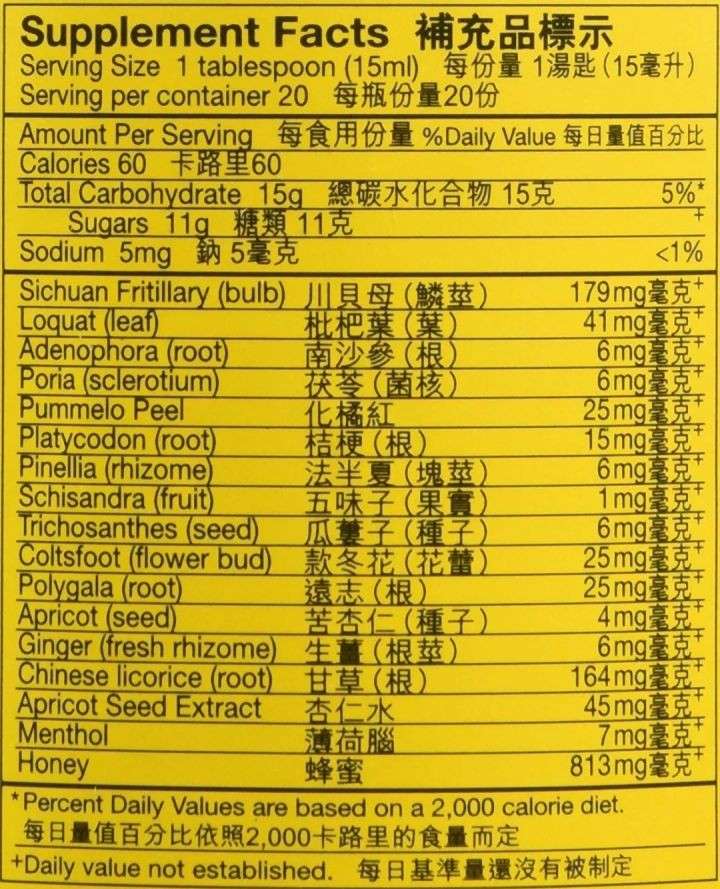 Supplement Facts 補充品標示
Serving Size 1 tablespoon (15ml) 每份量 1湯匙(15毫升)
Serving per container 20 每瓶份量20份
Amount Per Serving 每食用份量 %Daily Value 每日量值百分比
Calories 60 卡路里60
Total Carbohydrate 15g 總碳水化合物 15克 5%*
Sugars 11g 糖類 11克 +
Sodium 5mg 鈉 5毫克 <1%
Sichuan Fritillary (bulb) 川貝母(鱗莖) 179mg毫克+
Loquat (leaf) 枇杷葉(葉) 41mg毫克+
Adenophora (root) 南沙參(根) 6mg毫克+
Poria (sclerotium) 茯苓(菌核) 6mg毫克+
Pummelo Peel 化橘紅 25mg毫克+
Platycodon (root) 桔梗(根) 15mg毫克+
Pinellia (rhizome) 法半夏(塊莖) 6mg毫克+
Schisandra (fruit) 五味子(果實) 1mg毫克+
Trichosanthes (seed) 瓜蔞子(種子) 6mg毫克+
Coltsfoot (flower bud) 款冬花(花蕾) 25mg毫克+
Polygala (root) 遠志(根) 25mg毫克+
Apricot (seed) 苦杏仁(種子) 4mg毫克+
Ginger (fresh rhizome) 生薑(根莖) 6mg毫克+
Chinese licorice (root) 甘草(根) 164mg毫克+
Apricot Seed Extract 杏仁水 45mg毫克+
Menthol 薄荷腦 7mg毫克+
Honey 蜂蜜 813mg毫克+
*Percent Daily Values are based on a 2,000 calorie diet.
每日量值百分比依照2,000卡路里的食量而定
+Daily value not established. 每日基準量還沒有被制定